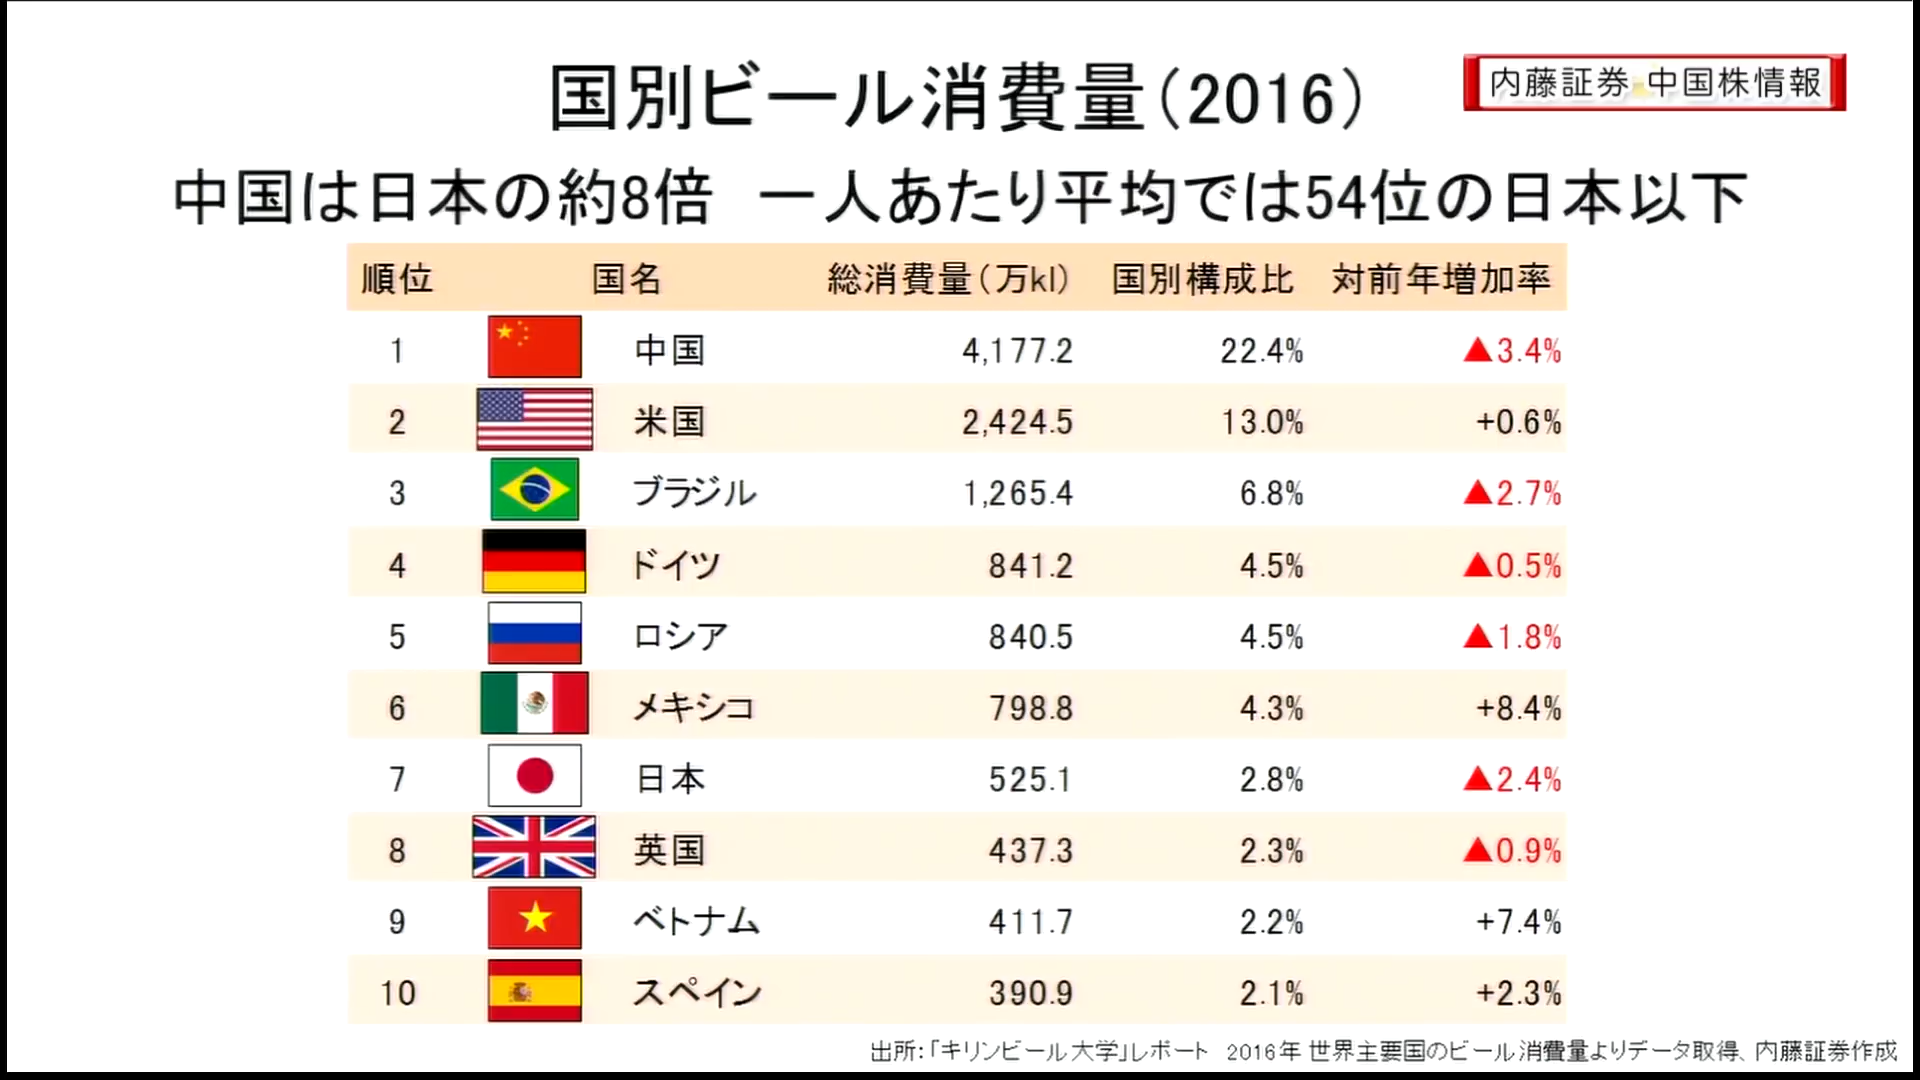 国別ビール消費量（2016）
内藤証券 中国株情報
中国は日本の約8倍　一人あたり平均では54位の日本以下
順位 国名 総消費量（万kl） 国別構成比 対前年増加率
1 中国 4,177.2 22.4% ▲3.4%
2 米国 2,424.5 13.0% +0.6%
3 ブラジル 1,265.4 6.8% ▲2.7%
4 ドイツ 841.2 4.5% ▲0.5%
5 ロシア 840.5 4.5% ▲1.8%
6 メキシコ 798.8 4.3% +8.4%
7 日本 525.1 2.8% ▲2.4%
8 英国 437.3 2.3% ▲0.9%
9 ベトナム 411.7 2.2% +7.4%
10 スペイン 390.9 2.1% +2.3%
出所：「キリンビール大学」レポート　2016年 世界主要国のビール消費量よりデータ取得、内藤証券作成